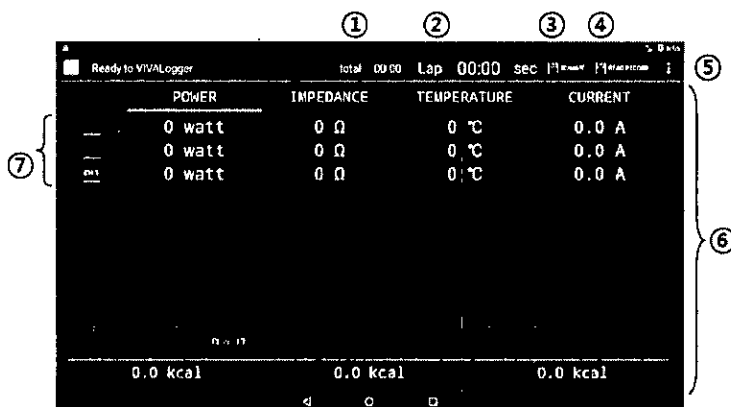 ① ② ③ ④
Ready to VIVALogger total 00:00 Lap 00:00 sec ⑤
POWER IMPEDANCE TEMPERATURE CURRENT
0 watt 0 Ω 0 ℃ 0.0 A
⑦ 0 watt 0 Ω 0 ℃ 0.0 A
CH3 0 watt 0 Ω 0 ℃ 0.0 A
⑥
0.0 kcal 0.0 kcal 0.0 kcal